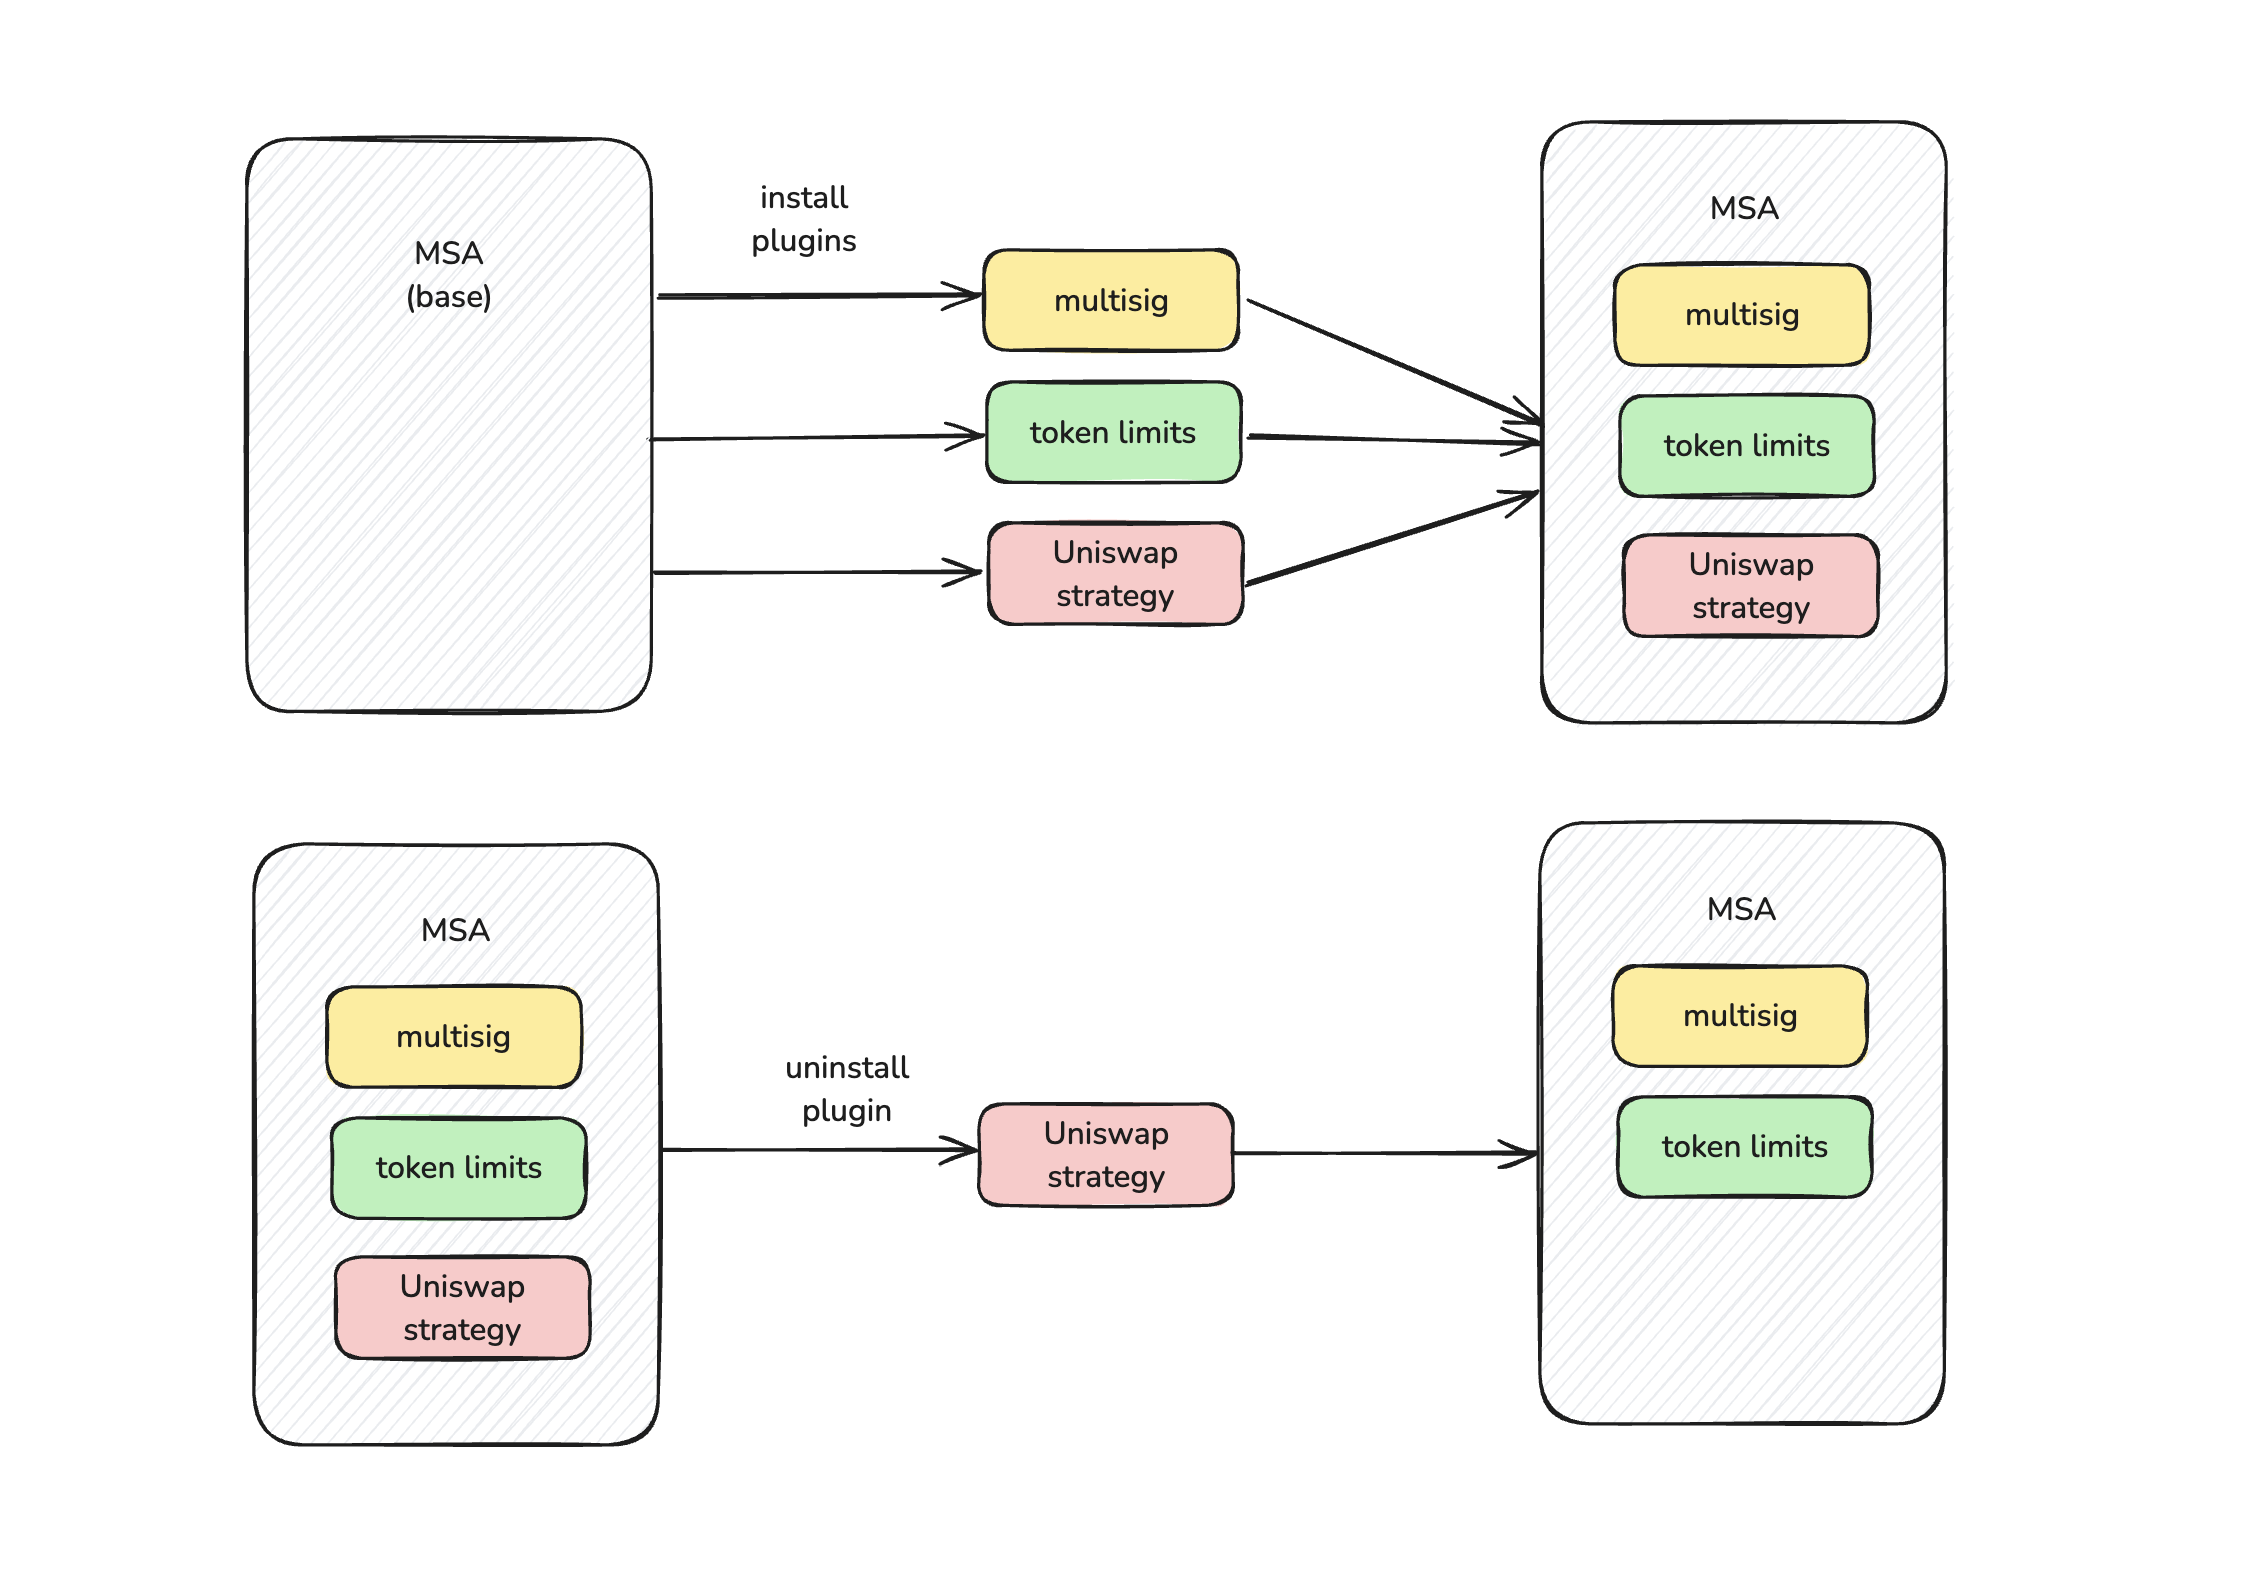 MSA
(base)
install
plugins
multisig
token limits
Uniswap
strategy
MSA
multisig
token limits
Uniswap
strategy
MSA
multisig
token limits
Uniswap
strategy
uninstall
plugin
Uniswap
strategy
MSA
multisig
token limits